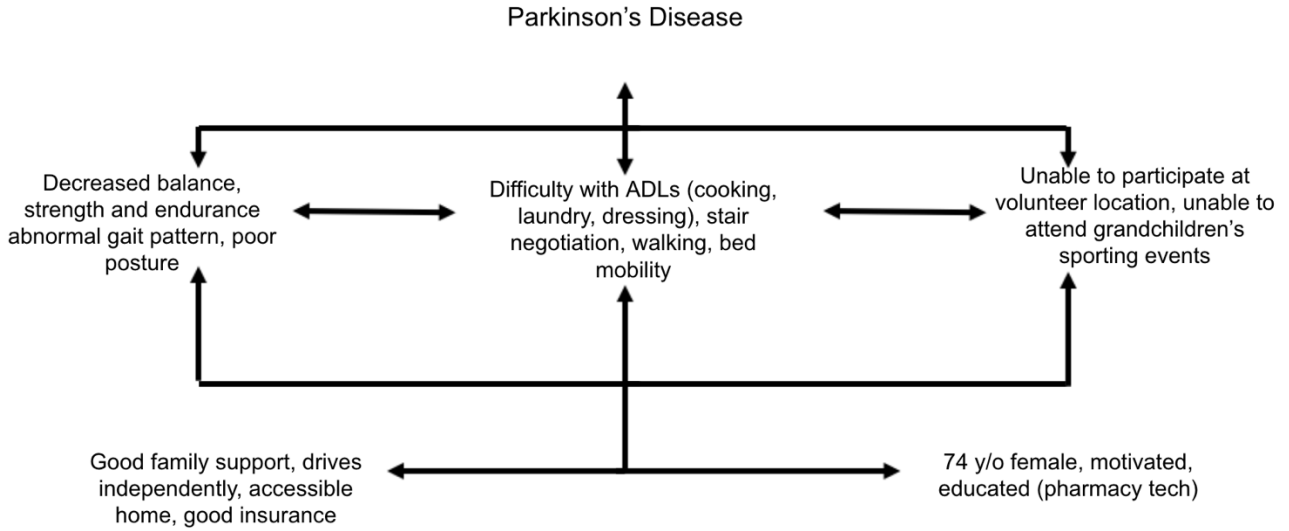 Parkinson’s Disease
Decreased balance,
strength and endurance
abnormal gait pattern, poor
posture
Difficulty with ADLs (cooking,
laundry, dressing), stair
negotiation, walking, bed
mobility
Unable to participate at
volunteer location, unable to
attend grandchildren’s
sporting events
Good family support, drives
independently, accessible
home, good insurance
74 y/o female, motivated,
educated (pharmacy tech)